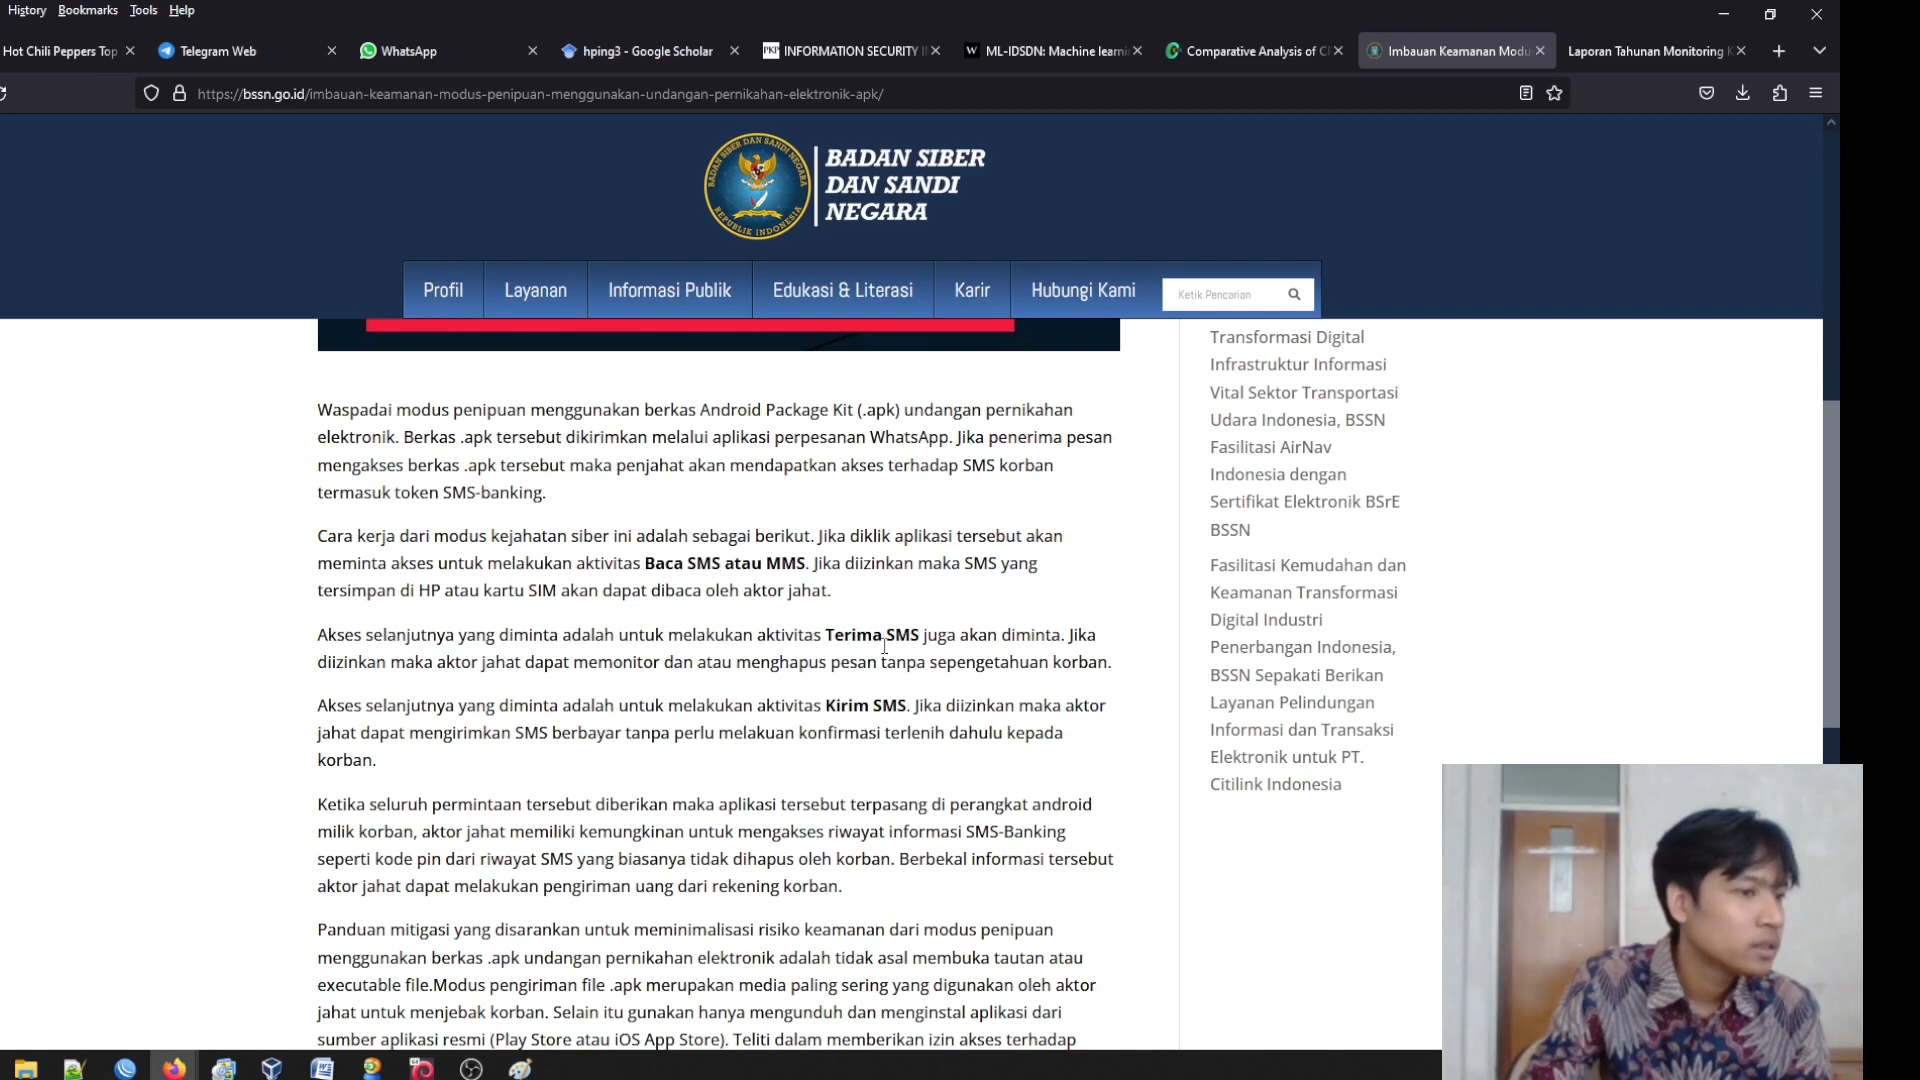 History Bookmarks Tools Help
Hot Chili Peppers Top
Telegram Web
WhatsApp
hping3 - Google Scholar
INFORMATION SECURITY I
ML-IDSDN: Machine learni
Comparative Analysis of C
Imbauan Keamanan Modu
Laporan Tahunan Monitoring
https://bssn.go.id/imbauan-keamanan-modus-penipuan-menggunakan-undangan-pernikahan-elektronik-apk/
BADAN SIBER DAN SANDI NEGARA
REPUBLIK INDONESIA
BADAN SIBER
DAN SANDI
NEGARA
Profil Layanan Informasi Publik Edukasi & Literasi Karir Hubungi Kami Ketik Pencarian
Waspadai modus penipuan menggunakan berkas Android Package Kit (.apk) undangan pernikahan
elektronik. Berkas .apk tersebut dikirimkan melalui aplikasi perpesanan WhatsApp. Jika penerima pesan
mengakses berkas .apk tersebut maka penjahat akan mendapatkan akses terhadap SMS korban
termasuk token SMS-banking.
Cara kerja dari modus kejahatan siber ini adalah sebagai berikut. Jika diklik aplikasi tersebut akan
meminta akses untuk melakukan aktivitas Baca SMS atau MMS. Jika diizinkan maka SMS yang
tersimpan di HP atau kartu SIM akan dapat dibaca oleh aktor jahat.
Akses selanjutnya yang diminta adalah untuk melakukan aktivitas Terima SMS juga akan diminta. Jika
diizinkan maka aktor jahat dapat memonitor dan atau menghapus pesan tanpa sepengetahuan korban.
Akses selanjutnya yang diminta adalah untuk melakukan aktivitas Kirim SMS. Jika diizinkan maka aktor
jahat dapat mengirimkan SMS berbayar tanpa perlu melakuan konfirmasi terlenih dahulu kepada
korban.
Ketika seluruh permintaan tersebut diberikan maka aplikasi tersebut terpasang di perangkat android
milik korban, aktor jahat memiliki kemungkinan untuk mengakses riwayat informasi SMS-Banking
seperti kode pin dari riwayat SMS yang biasanya tidak dihapus oleh korban. Berbekal informasi tersebut
aktor jahat dapat melakukan pengiriman uang dari rekening korban.
Panduan mitigasi yang disarankan untuk meminimalisasi risiko keamanan dari modus penipuan
menggunakan berkas .apk undangan pernikahan elektronik adalah tidak asal membuka tautan atau
executable file.Modus pengiriman file .apk merupakan media paling sering yang digunakan oleh aktor
jahat untuk menjebak korban. Selain itu gunakan hanya mengunduh dan menginstal aplikasi dari
sumber aplikasi resmi (Play Store atau iOS App Store). Teliti dalam memberikan izin akses terhadap
Transformasi Digital
Infrastruktur Informasi
Vital Sektor Transportasi
Udara Indonesia, BSSN
Fasilitasi AirNav
Indonesia dengan
Sertifikat Elektronik BSrE
BSSN
Fasilitasi Kemudahan dan
Keamanan Transformasi
Digital Industri
Penerbangan Indonesia,
BSSN Sepakati Berikan
Layanan Pelindungan
Informasi dan Transaksi
Elektronik untuk PT.
Citilink Indonesia